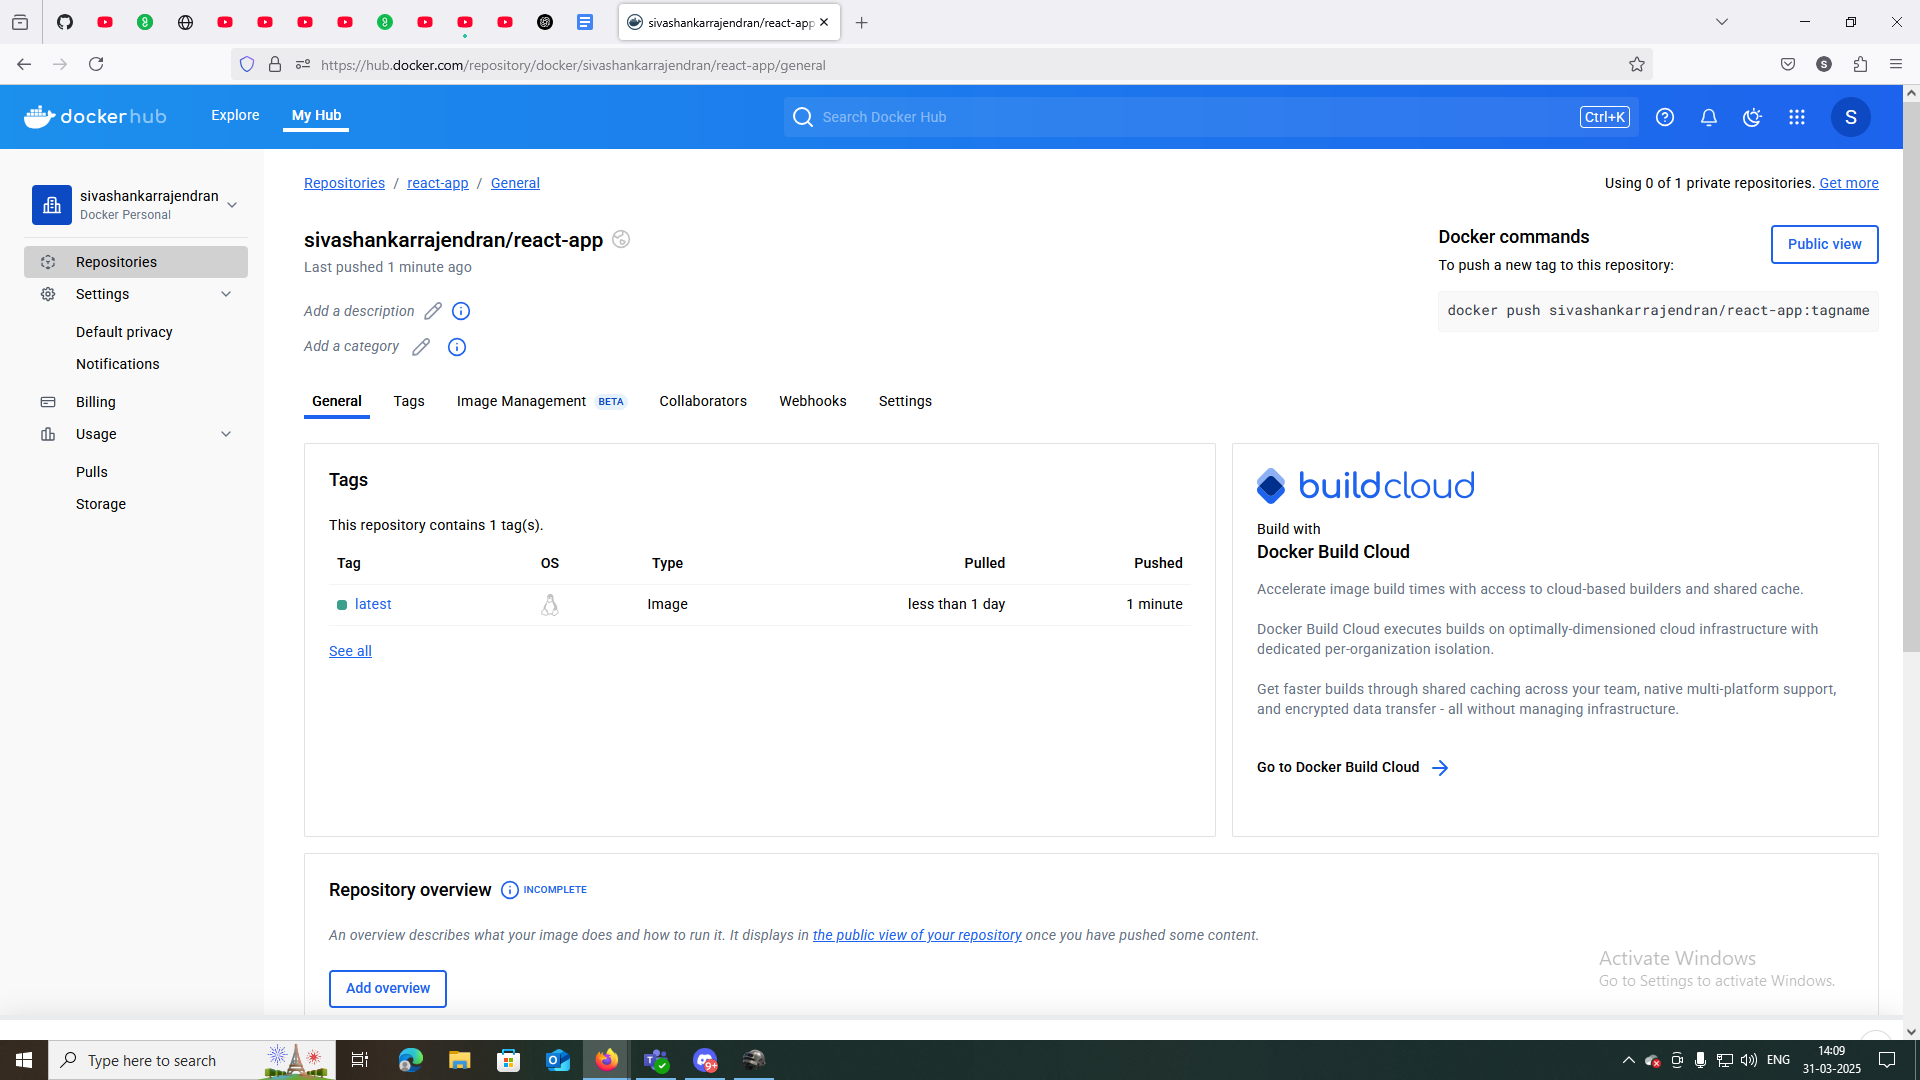 sivashankarrajendran/react-app
https://hub.docker.com/repository/docker/sivashankarrajendran/react-app/general
S
dockerhub
Explore
My Hub
Search Docker Hub
Ctrl+K
S
sivashankarrajendran
Docker Personal
Repositories
Settings
Default privacy
Notifications
Billing
Usage
Pulls
Storage
Repositories / react-app / General
Using 0 of 1 private repositories. Get more
sivashankarrajendran/react-app
Last pushed 1 minute ago
Add a description
Add a category
Docker commands
Public view
To push a new tag to this repository:
docker push sivashankarrajendran/react-app:tagname
General
Tags
Image Management BETA
Collaborators
Webhooks
Settings
Tags
This repository contains 1 tag(s).
Tag OS Type Pulled Pushed
latest Image less than 1 day 1 minute
See all
buildcloud
Build with
Docker Build Cloud
Accelerate image build times with access to cloud-based builders and shared cache.
Docker Build Cloud executes builds on optimally-dimensioned cloud infrastructure with
dedicated per-organization isolation.
Get faster builds through shared caching across your team, native multi-platform support,
and encrypted data transfer - all without managing infrastructure.
Go to Docker Build Cloud
Repository overview INCOMPLETE
An overview describes what your image does and how to run it. It displays in the public view of your repository once you have pushed some content.
Add overview
Activate Windows
Go to Settings to activate Windows.
Type here to search
9+
ENG
14:09
31-03-2025